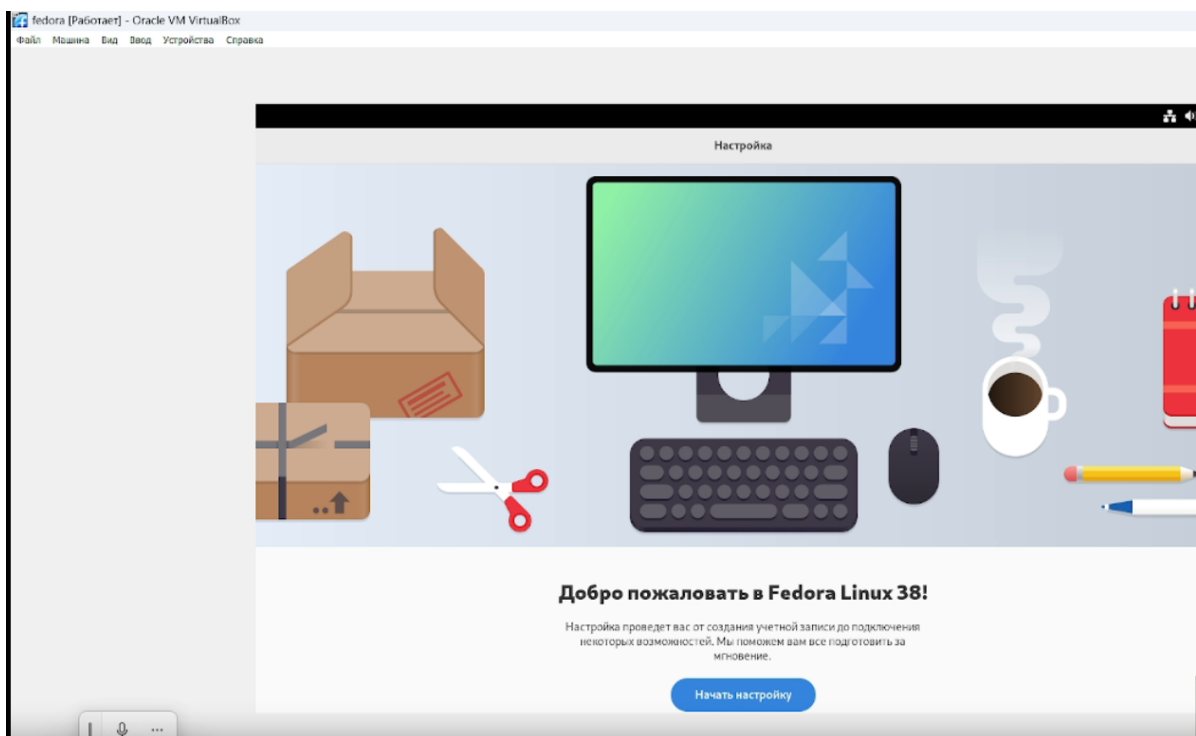 fedora [Работает] - Oracle VM VirtualBox
Файл Машина Вид Ввод Устройства Справка
Настройка
Добро пожаловать в Fedora Linux 38!
Настройка проведет вас от создания учетной записи до подключения
некоторых возможностей. Мы поможем вам все подготовить за
мгновение.
Начать настройку